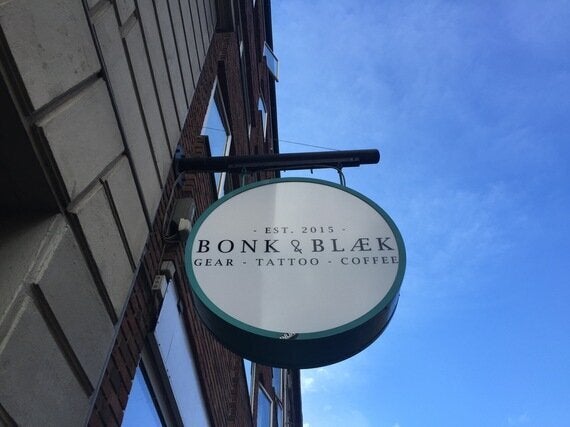 - EST. 2015 -
BONK & BLÆK
GEAR - TATTOO - COFFEE